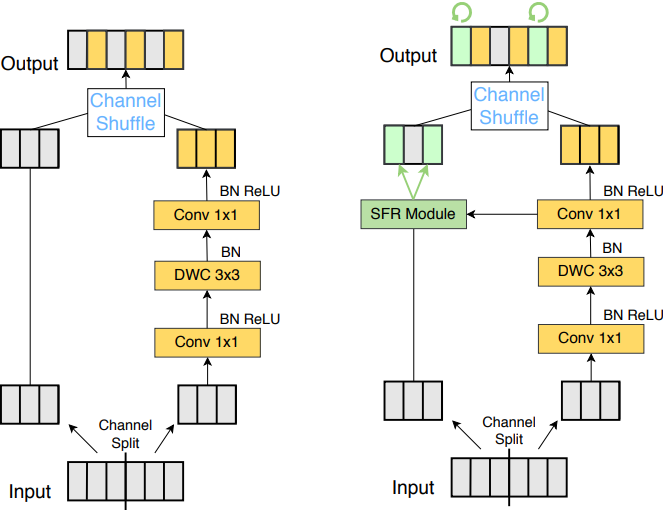 Output
Channel
Shuffle
BN ReLU
Conv 1x1
BN
DWC 3x3
BN ReLU
Conv 1x1
Channel
Split
Input
Output
Channel
Shuffle
BN ReLU
SFR Module
Conv 1x1
BN
DWC 3x3
BN ReLU
Conv 1x1
Channel
Split
Input